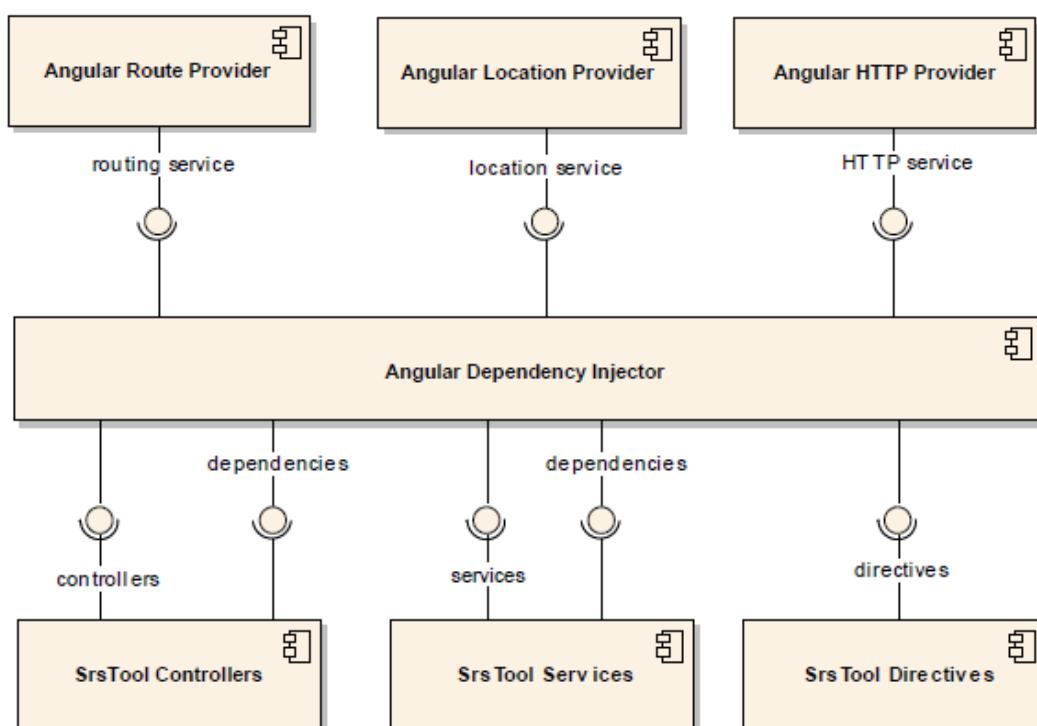 Angular Route Provider
Angular Location Provider
Angular HTTP Provider
routing service
location service
HTTP service
Angular Dependency Injector
dependencies
dependencies
controllers
services
directives
SrsTool Controllers
SrsTool Services
SrsTool Directives